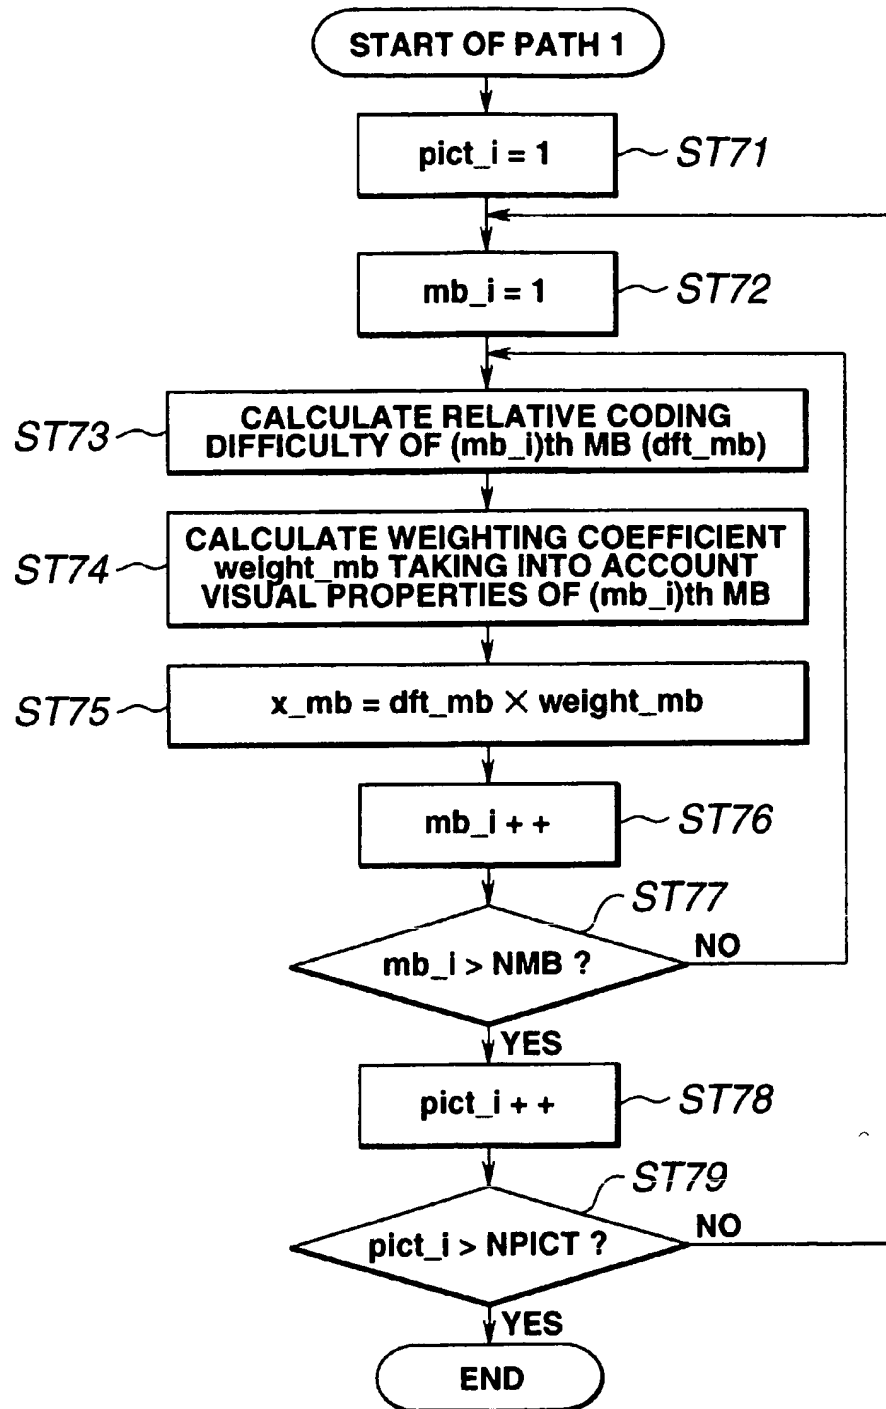 START OF PATH 1
pict_i = 1
ST71
mb_i = 1
ST72
ST73
CALCULATE RELATIVE CODING
DIFFICULTY OF (mb_i)th MB (dft_mb)
ST74
CALCULATE WEIGHTING COEFFICIENT
weight_mb TAKING INTO ACCOUNT
VISUAL PROPERTIES OF (mb_i)th MB
ST75
x_mb = dft_mb × weight_mb
mb_i + +
ST76
ST77
mb_i > NMB ?
NO
YES
pict_i + +
ST78
ST79
pict_i > NPICT ?
NO
YES
END